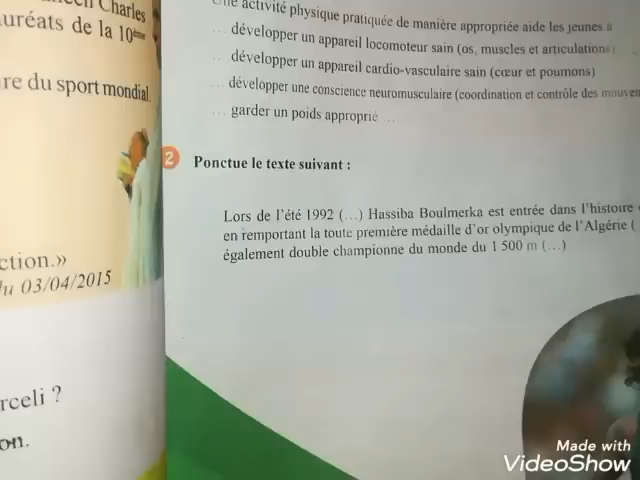 Charles
uréats de la 10ème
re du sport mondial
ction.»
lu 03/04/2015
rceli ?
on.
une activité physique pratiquée de manière appropriée aide les jeunes à
... développer un appareil locomoteur sain (os, muscles et articulations)
... développer un appareil cardio-vasculaire sain (cœur et poumons)
... développer une conscience neuromusculaire (coordination et contrôle des mouvem
... garder un poids approprié ...
2 Ponctue le texte suivant :
Lors de l'été 1992 (...) Hassiba Boulmerka est entrée dans l'histoire
en remportant la toute première médaille d'or olympique de l'Algérie (
également double championne du monde du 1 500 m (...)
Made with
VideoShow